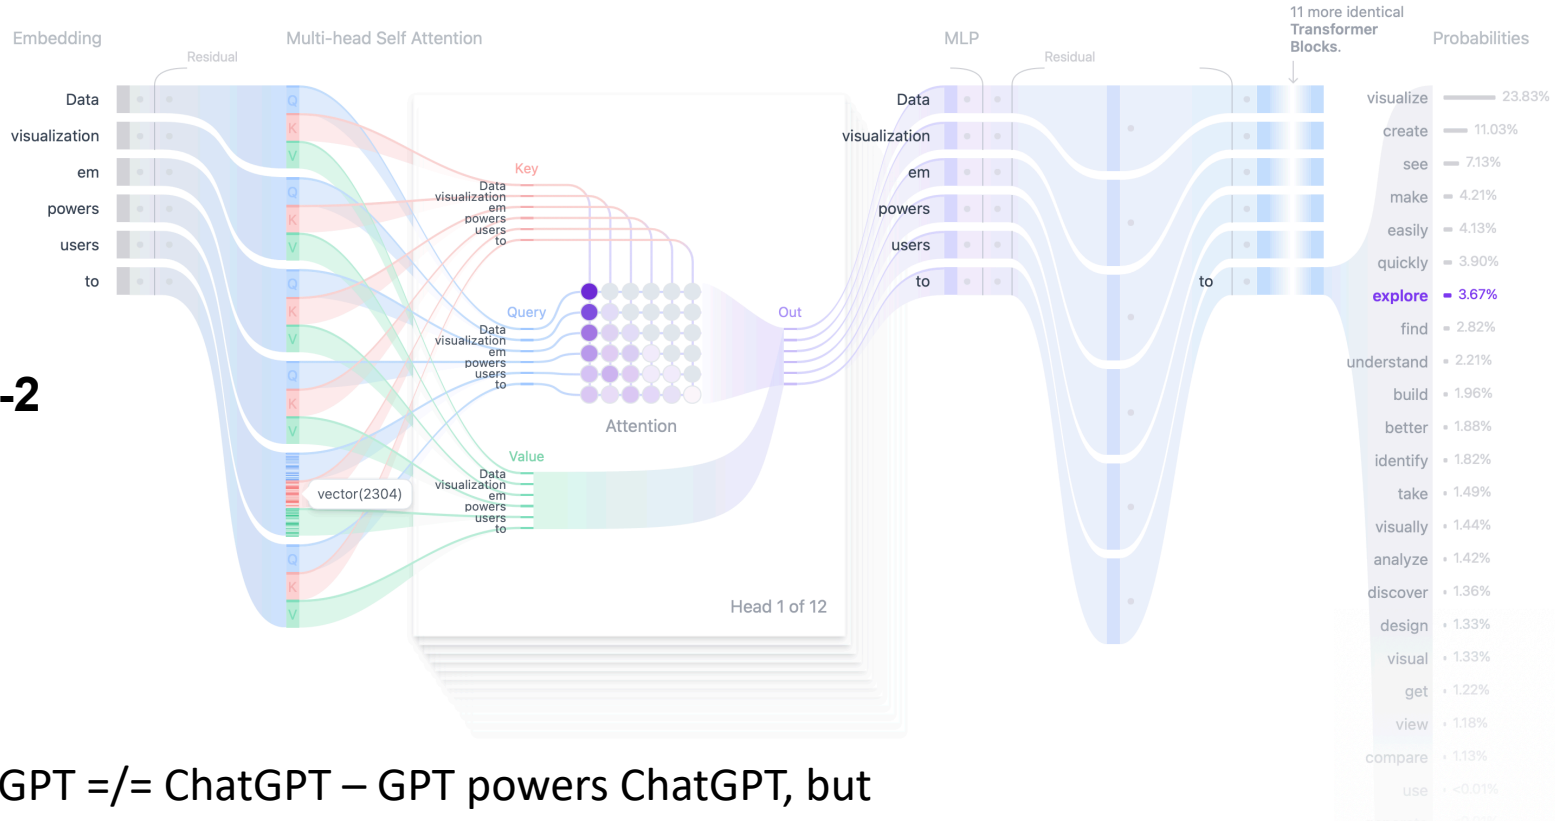 Embedding
Residual
Multi-head Self Attention
MLP
Residual
11 more identical
Transformer
Blocks.
Probabilities
Data
visualization
em
powers
users
to
Q
K
V
Q
K
V
Q
K
V
Q
K
V
vector(2304)
Q
K
V
Key
Data
visualization
em
powers
users
to
Query
Data
visualization
em
powers
users
to
Attention
Value
Data
visualization
em
powers
users
to
Out
Head 1 of 12
Data
visualization
em
powers
users
to
to
visualize 23.83%
create 11.03%
see 7.13%
make 4.21%
easily 4.13%
quickly 3.90%
explore 3.67%
find 2.82%
understand 2.21%
build 1.96%
better 1.88%
identify 1.82%
take 1.49%
visually 1.44%
analyze 1.42%
discover 1.36%
design 1.33%
visual 1.33%
get 1.22%
view 1.18%
compare 1.13%
use <0.01%
-2
GPT =/= ChatGPT – GPT powers ChatGPT, but